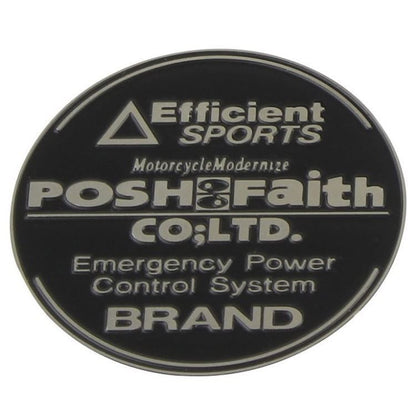 Efficient
SPORTS
MotorcycleModernize
POSH Faith
CO;LTD.
Emergency Power
Control System
BRAND